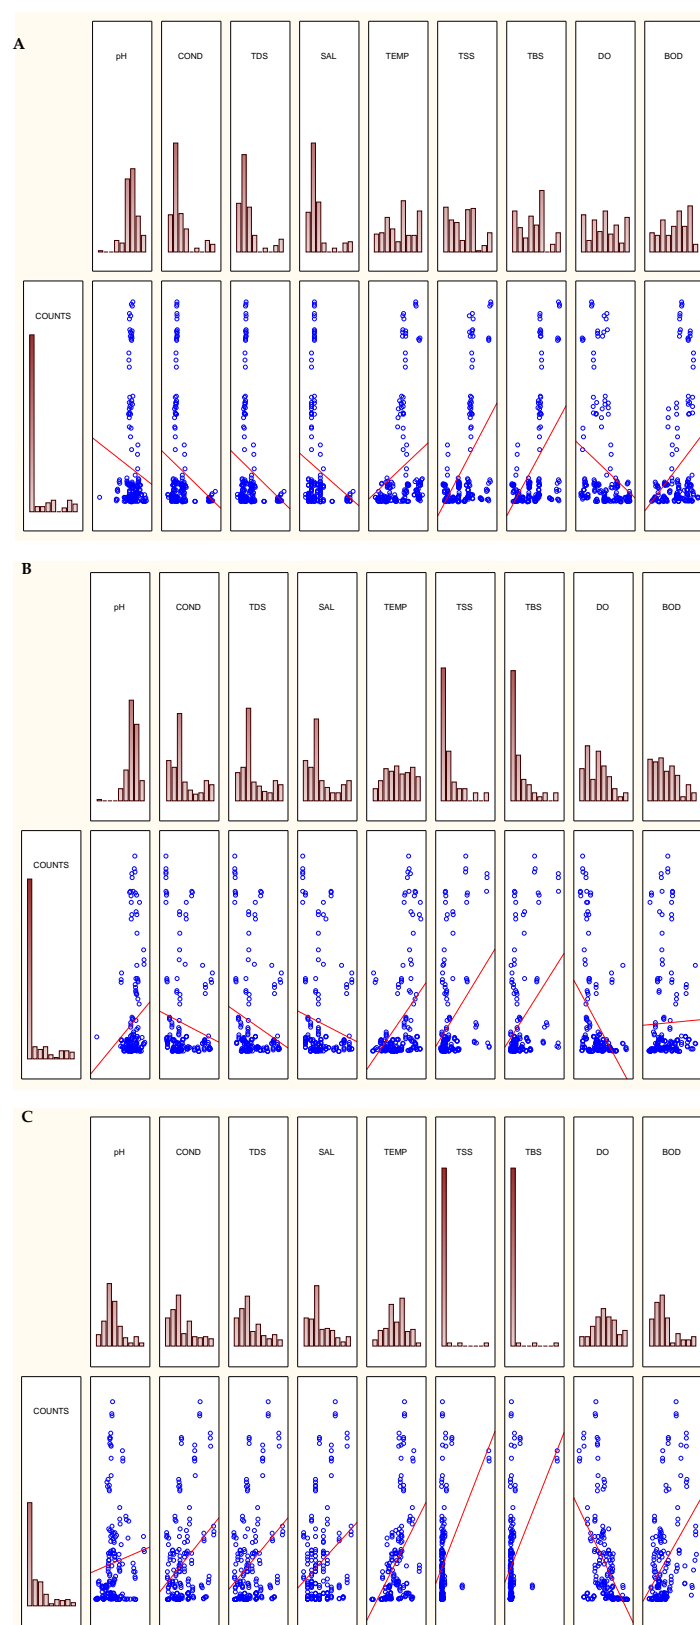 A
pH COND TDS SAL TEMP TSS TBS DO BOD
COUNTS
B
pH COND TDS SAL TEMP TSS TBS DO BOD
COUNTS
C
pH COND TDS SAL TEMP TSS TBS DO BOD
COUNTS